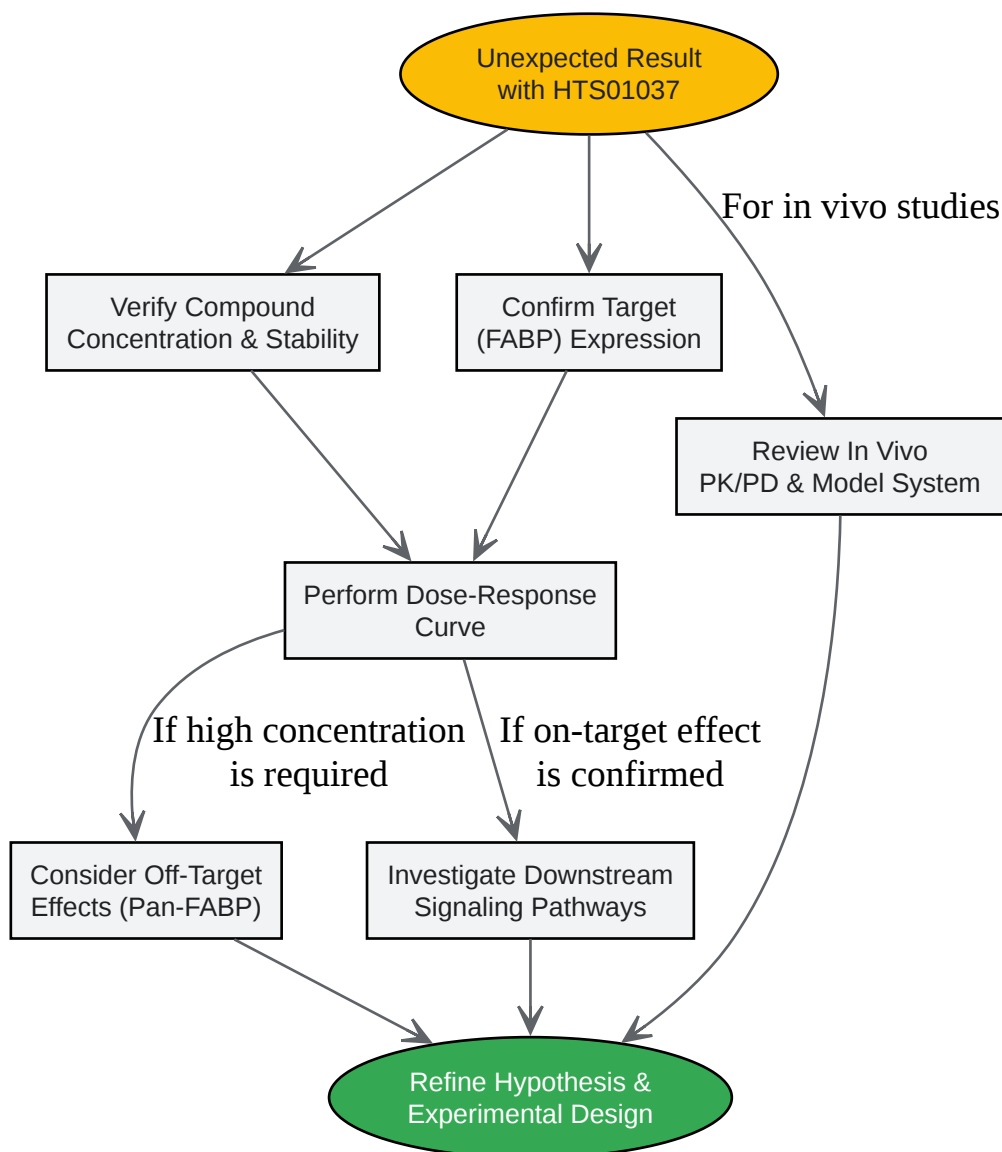 Unexpected Result
with HTS01037
For in vivo studies
Verify Compound
Concentration & Stability
Confirm Target
(FABP) Expression
Review In Vivo
PK/PD & Model System
Perform Dose-Response
Curve
If high concentration
is required
If on-target effect
is confirmed
Consider Off-Target
Effects (Pan-FABP)
Investigate Downstream
Signaling Pathways
Refine Hypothesis &
Experimental Design